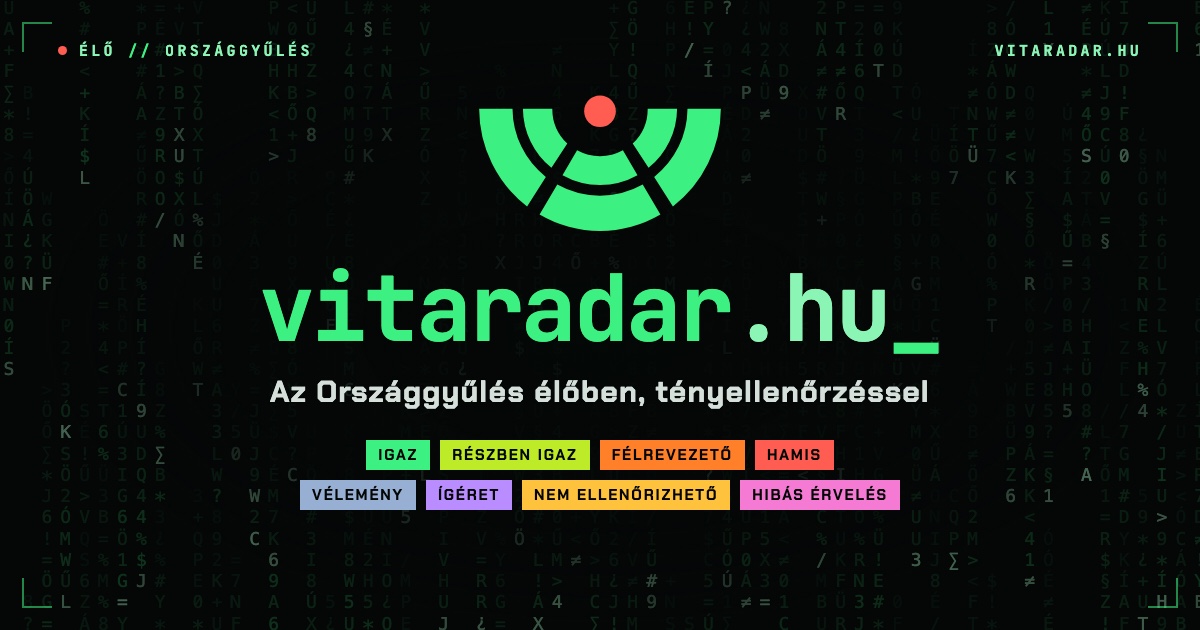 ÉLŐ // ORSZÁGGYŰLÉS
VITARADAR.HU
vitaradar.hu_
Az Országgyűlés élőben, tényellenőrzéssel
IGAZ
RÉSZBEN IGAZ
FÉLREVEZETŐ
HAMIS
VÉLEMÉNY
ÍGÉRET
NEM ELLENŐRIZHETŐ
HIBÁS ÉRVELÉS